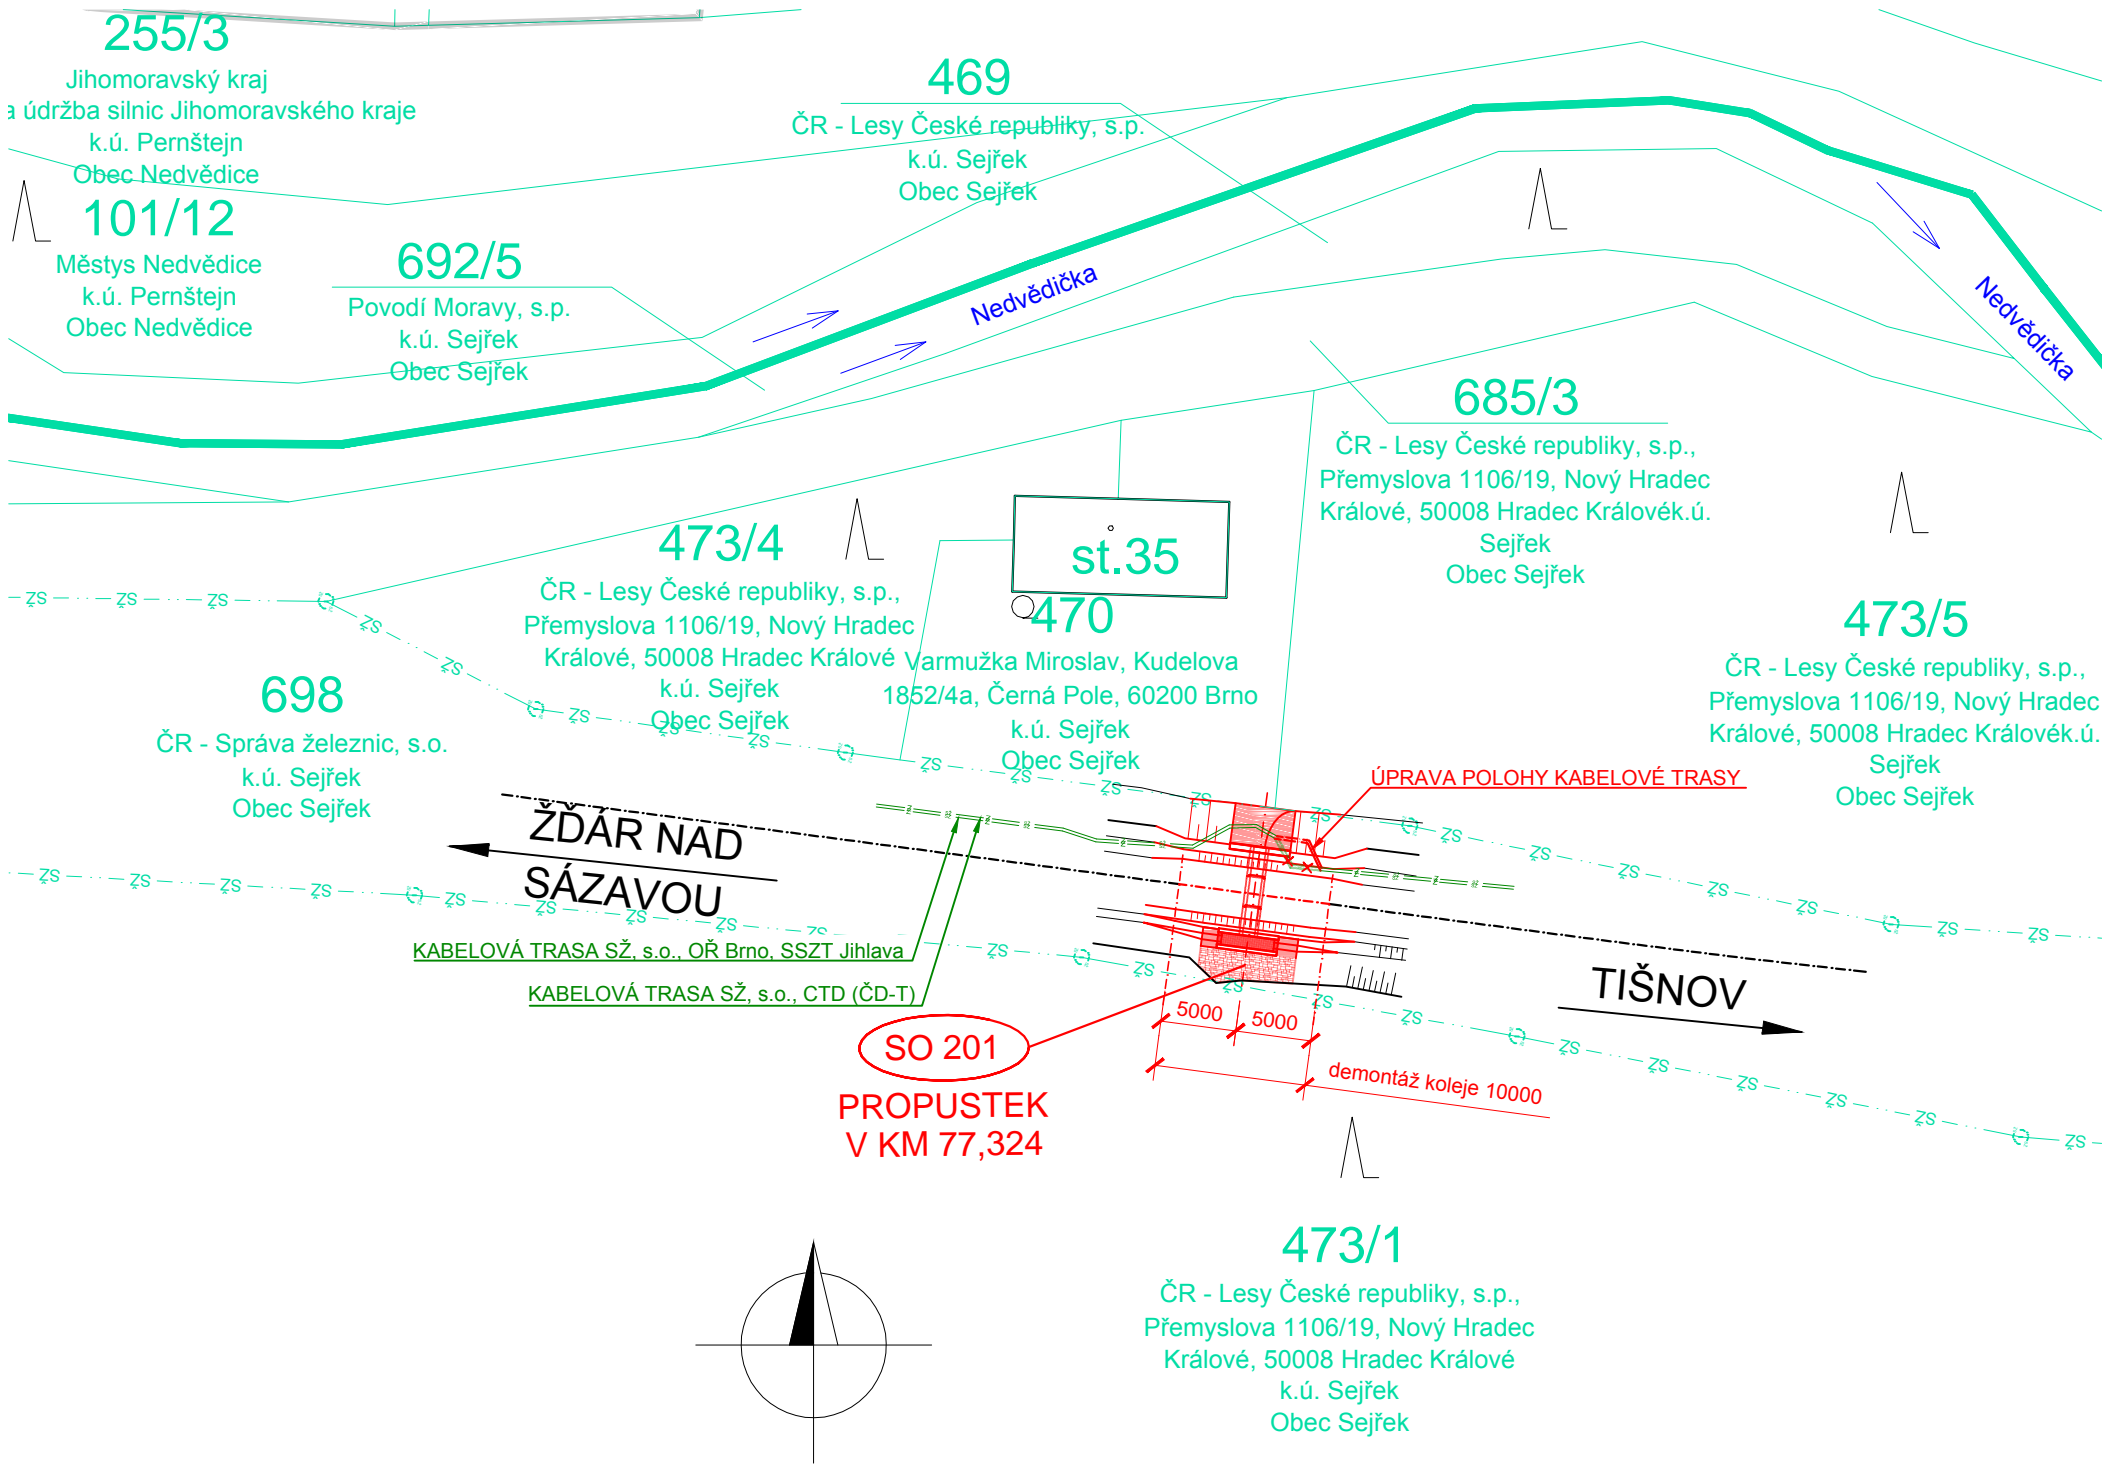 255/3
Jihomoravský kraj
a údržba silnic Jihomoravského kraje
k.ú. Pernštejn
Obec Nedvědice
101/12
Městys Nedvědice
k.ú. Pernštejn
Obec Nedvědice
692/5
Povodí Moravy, s.p.
k.ú. Sejřek
Obec Sejřek
469
ČR - Lesy České republiky, s.p.
k.ú. Sejřek
Obec Sejřek
Nedvědička
Nedvědička
685/3
ČR - Lesy České republiky, s.p.,
Přemyslova 1106/19, Nový Hradec
Králové, 50008 Hradec Královék.ú.
Sejřek
Obec Sejřek
473/4
ČR - Lesy České republiky, s.p.,
Přemyslova 1106/19, Nový Hradec
Králové, 50008 Hradec Králové
k.ú. Sejřek
Obec Sejřek
st.35
470
Varmužka Miroslav, Kudelova
1852/4a, Černá Pole, 60200 Brno
k.ú. Sejřek
Obec Sejřek
473/5
ČR - Lesy České republiky, s.p.,
Přemyslova 1106/19, Nový Hradec
Králové, 50008 Hradec Královék.ú.
Sejřek
Obec Sejřek
698
ČR - Správa železnic, s.o.
k.ú. Sejřek
Obec Sejřek
ÚPRAVA POLOHY KABELOVÉ TRASY
ŽĎÁR NAD
SÁZAVOU
KABELOVÁ TRASA SŽ, s.o., OŘ Brno, SSZT Jihlava
KABELOVÁ TRASA SŽ, s.o., CTD (ČD-T)
TIŠNOV
5000
5000
demontáž koleje 10000
SO 201
PROPUSTEK
V KM 77,324
473/1
ČR - Lesy České republiky, s.p.,
Přemyslova 1106/19, Nový Hradec
Králové, 50008 Hradec Králové
k.ú. Sejřek
Obec Sejřek